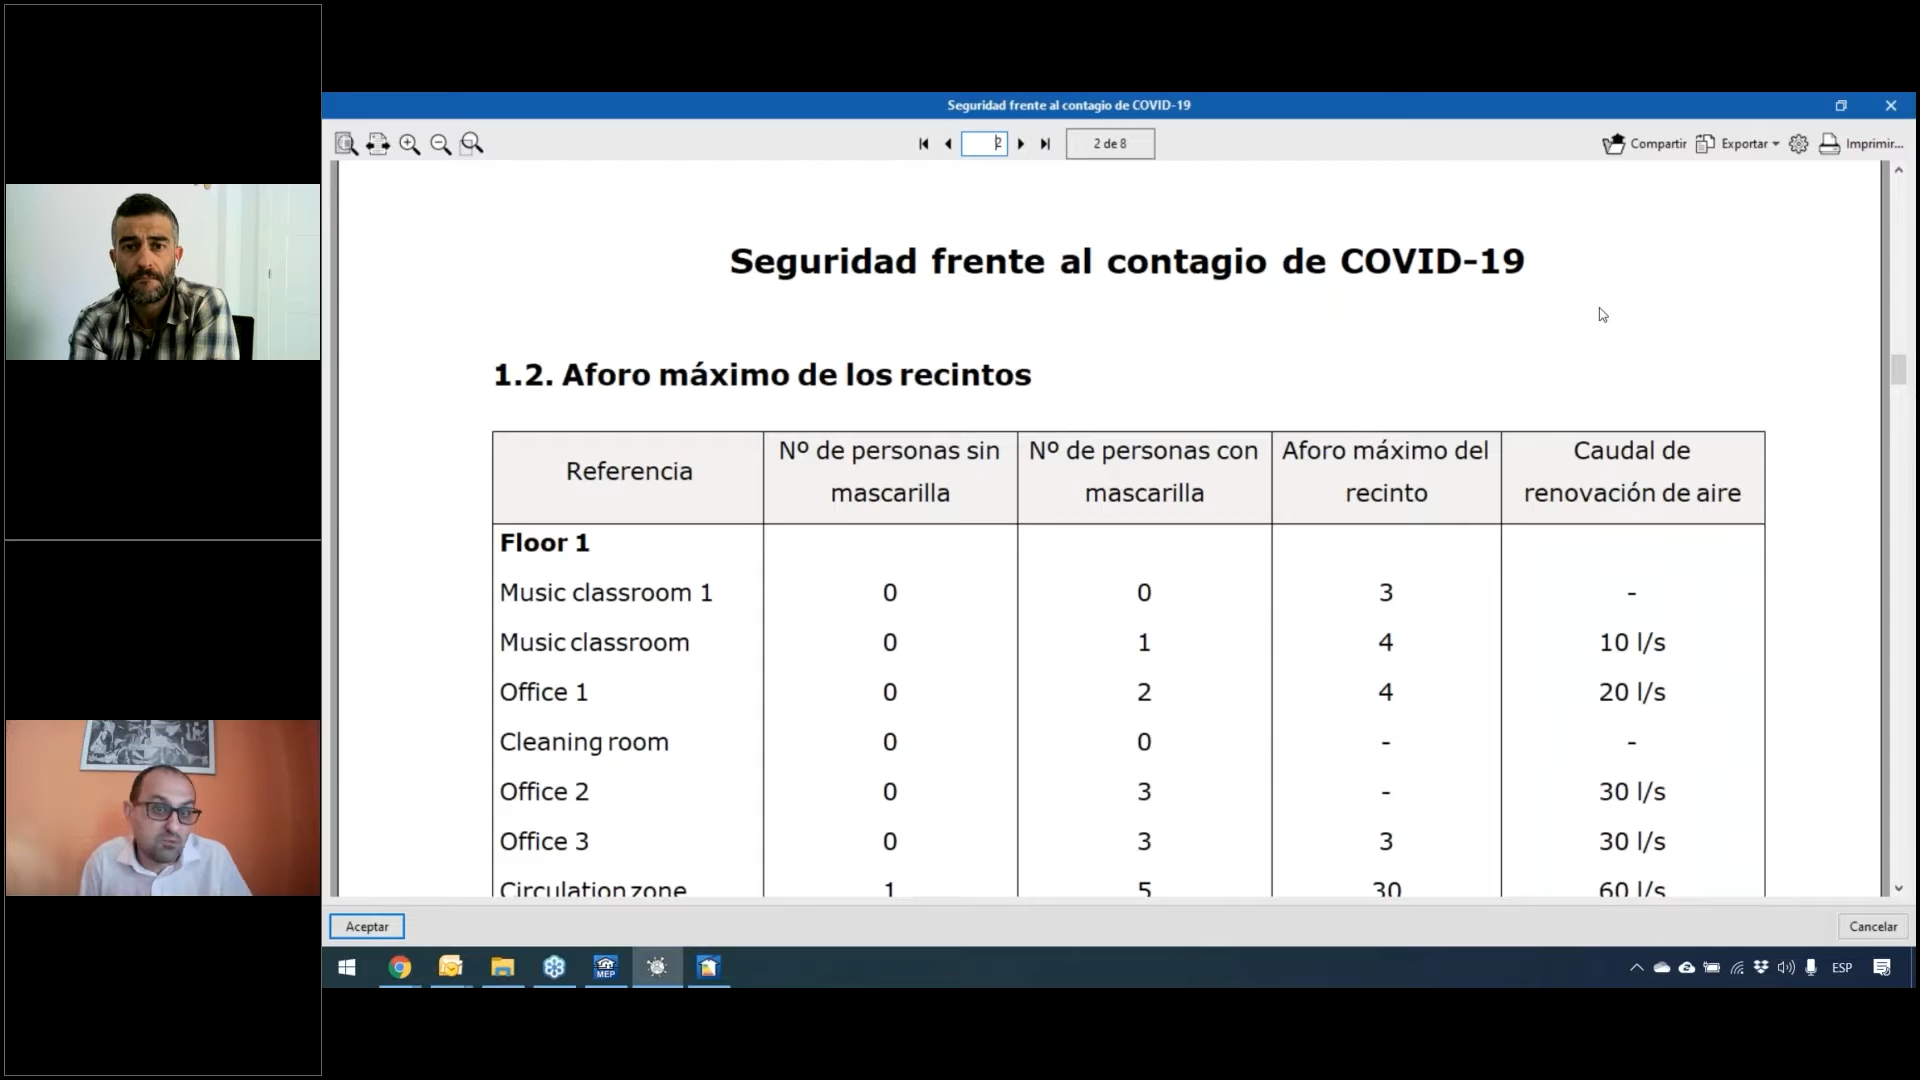 Seguridad frente al contagio de COVID-19
2
2 de 8
Compartir
Exportar
Imprimir...
Seguridad frente al contagio de COVID-19
1.2. Aforo máximo de los recintos
Referencia
Nº de personas sin
mascarilla
Nº de personas con
mascarilla
Aforo máximo del
recinto
Caudal de
renovación de aire
Floor 1
Music classroom 1 0 0 3 -
Music classroom 0 1 4 10 l/s
Office 1 0 2 4 20 l/s
Cleaning room 0 0 - -
Office 2 0 3 - 30 l/s
Office 3 0 3 3 30 l/s
Circulation zone 1 5 30 60 l/s
Aceptar
Cancelar
MEP
ESP